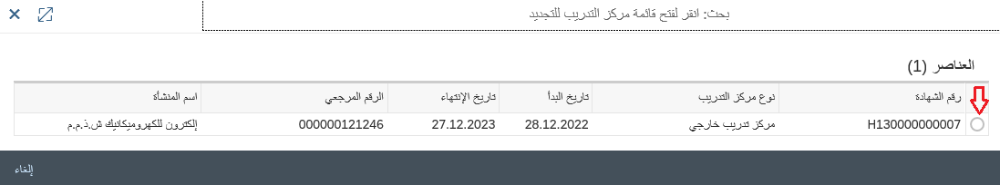 بحث: انقر لفتح قائمة مركز التدريب للتجديد
العناصر (1)
رقم الشهادة نوع مركز التدريب تاريخ البدأ تاريخ الإنتهاء الرقم المرجعي اسم المنشأة
H130000000007 مركز تدريب خارجي 28.12.2022 27.12.2023 000000121246 إلكترون للكهروميكانيك ش.ذ.م.م
إلغاء